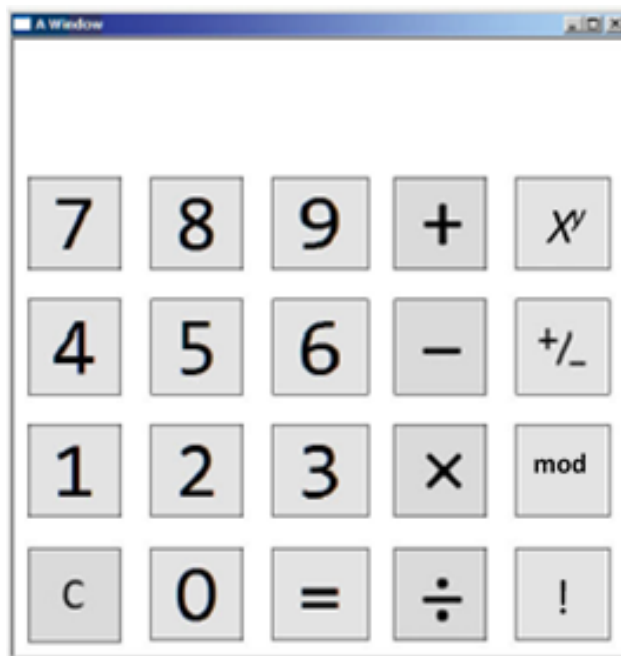 A Window
7 8 9 + Xʸ
4 5 6 − +/−
1 2 3 × mod
C 0 = ÷ !